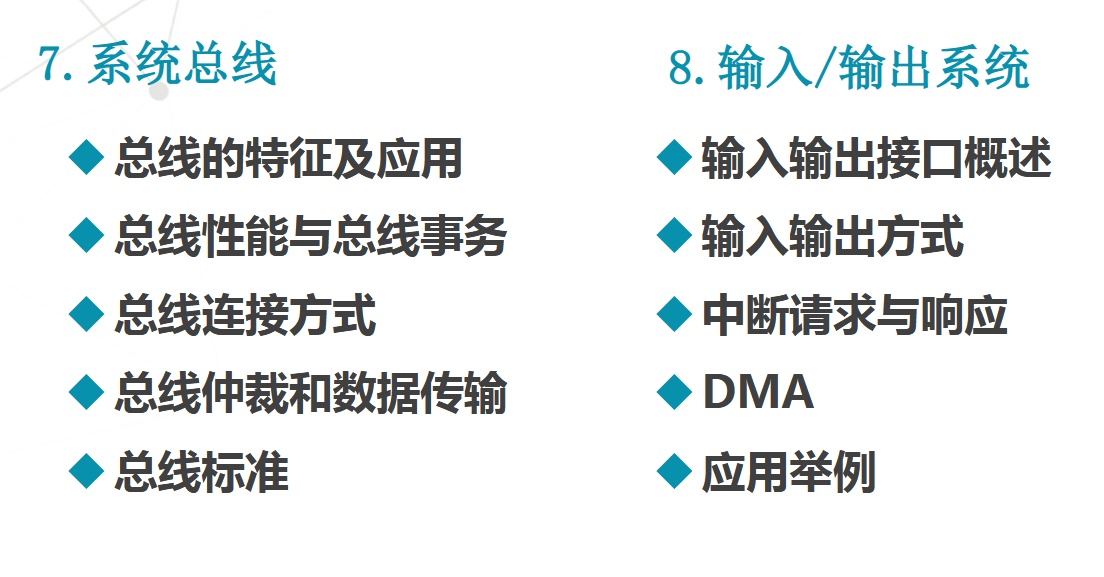 7. 系统总线
总线的特征及应用
总线性能与总线事务
总线连接方式
总线仲裁和数据传输
总线标准
8. 输入/输出系统
输入输出接口概述
输入输出方式
中断请求与响应
DMA
应用举例